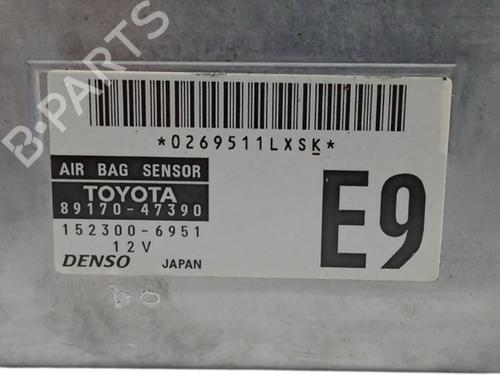 B-PARTS
*0269511LXSK*
AIR BAG SENSOR
TOYOTA
89170-47390
152300-6951
12V
DENSO JAPAN
E9